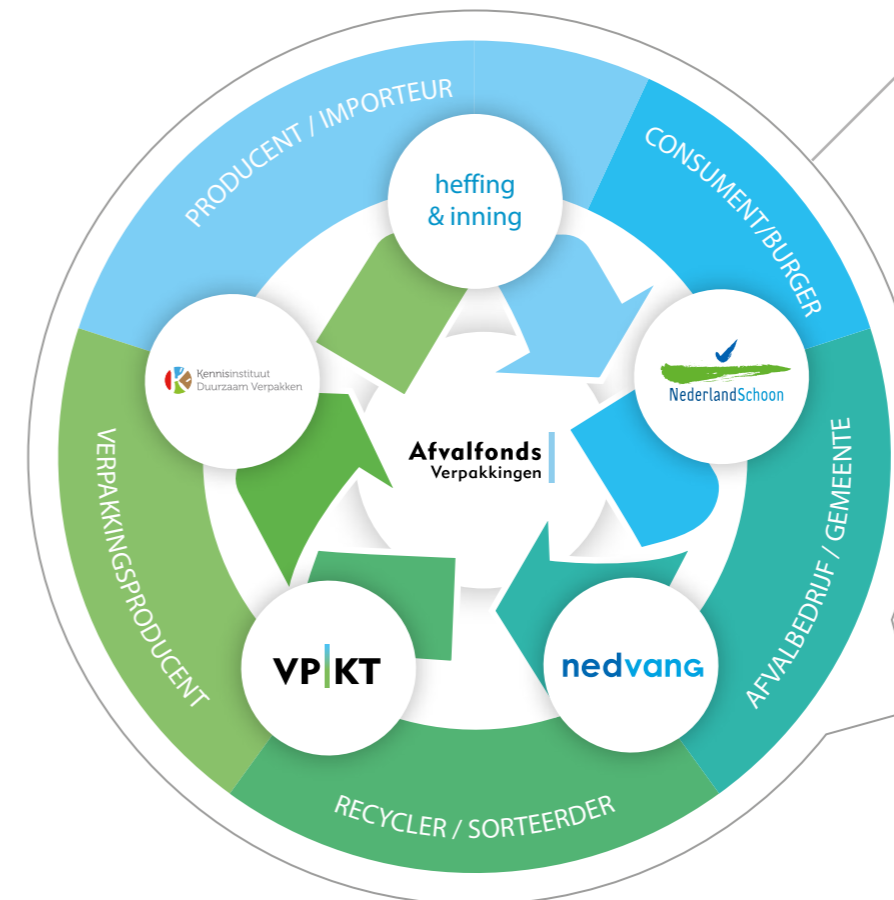 PRODUCENT / IMPORTEUR
CONSUMENT/BURGER
heffing
& inning
Kennisinstituut
Duurzaam Verpakken
NederlandSchoon
Afvalfonds
Verpakkingen
VERPAKKINGSPRODUCENT
AFVALBEDRIJF / GEMEENTE
VP|KT
nedvang
RECYCLER / SORTEERDER